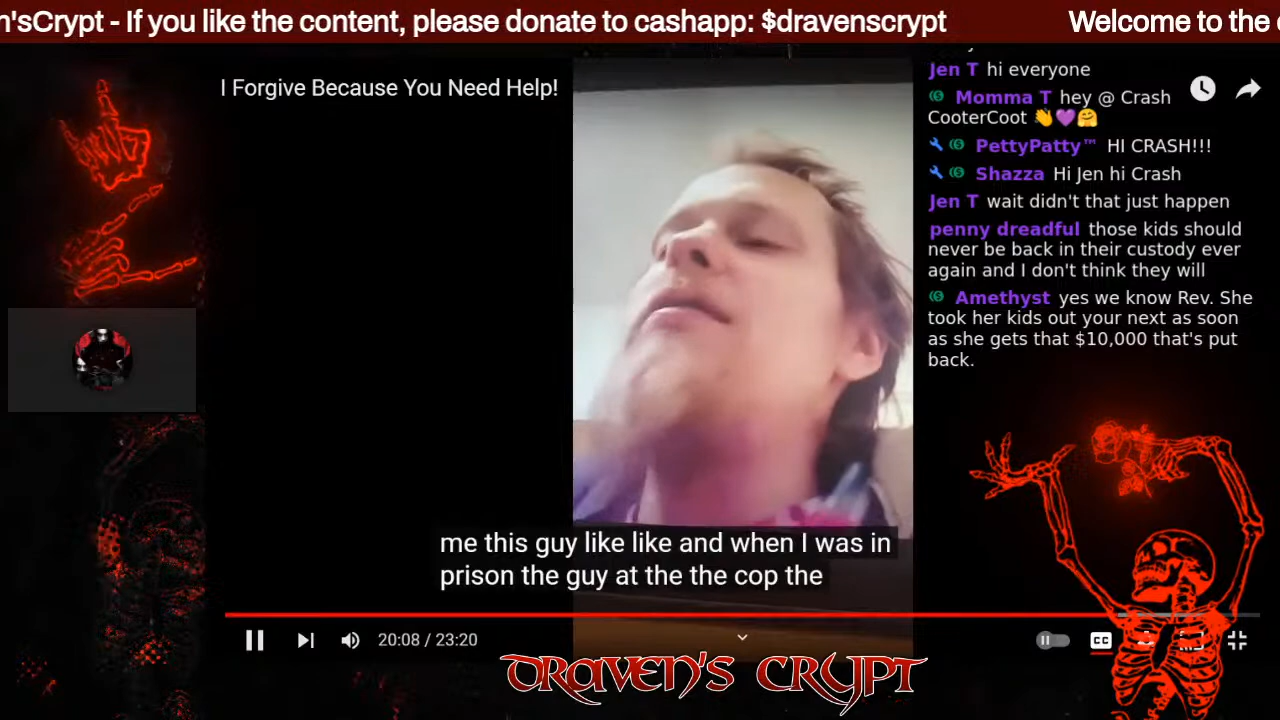 n'sCrypt - If you like the content, please donate to cashapp: $dravenscrypt
Welcome to the
I Forgive Because You Need Help!
Jen T hi everyone
Momma T hey @ Crash
CooterCoot 👋💜🤗
PettyPatty™ HI CRASH!!!
Shazza Hi Jen hi Crash
Jen T wait didn't that just happen
penny dreadful those kids should
never be back in their custody ever
again and I don't think they will
Amethyst yes we know Rev. She
took her kids out your next as soon
as she gets that $10,000 that's put
back.
me this guy like like and when I was in
prison the guy at the the cop the
20:08 / 23:20
CC
DRAVEN'S CRYPT